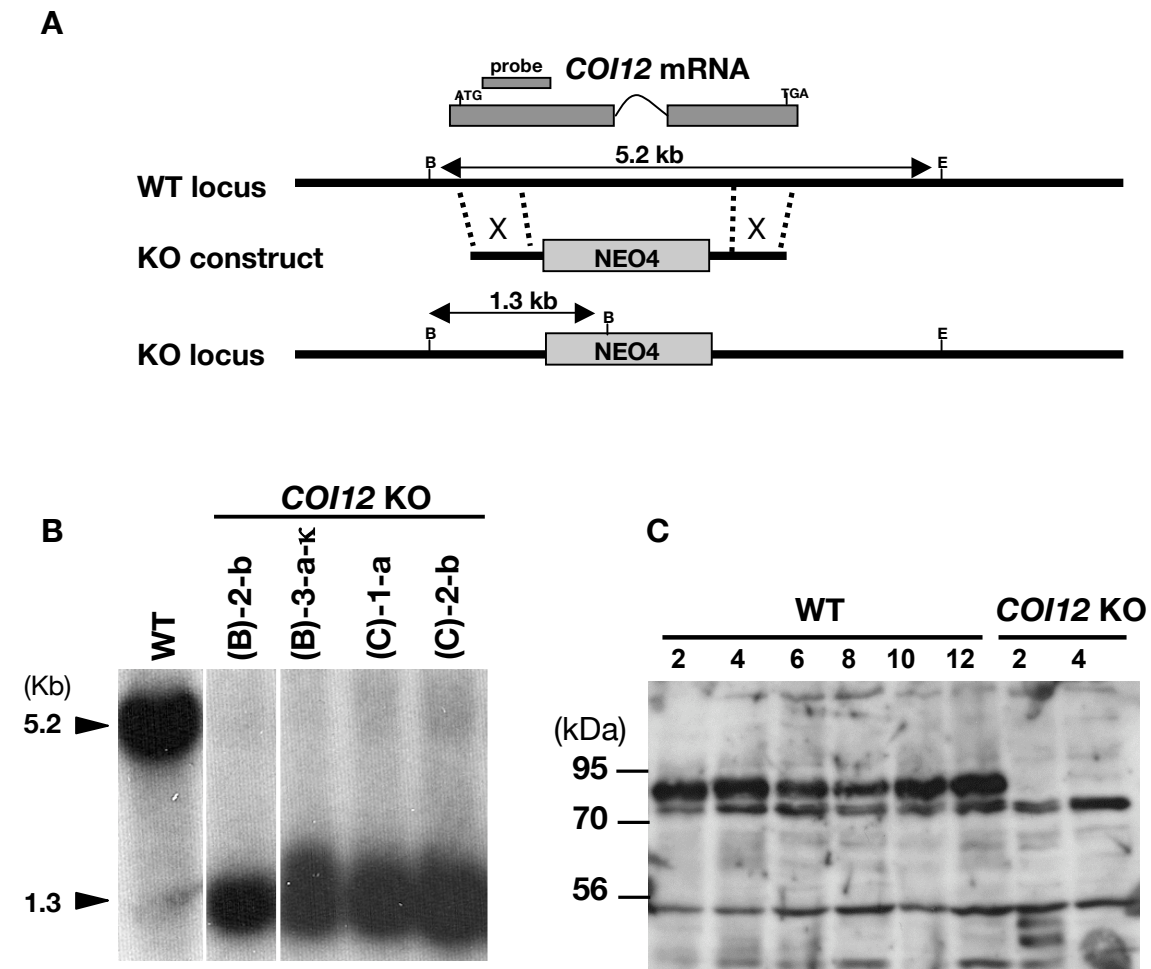 A
probe
COI12 mRNA
ATG
TGA
5.2 kb
B
E
WT locus
X
X
KO construct
NEO4
1.3 kb
B
B
E
KO locus
NEO4
B
COI12 KO
WT
(B)-2-b
(B)-3-a-κ
(C)-1-a
(C)-2-b
(Kb)
5.2
1.3
C
WT
COI12 KO
2 4 6 8 10 12 2 4
(kDa)
95
70
56